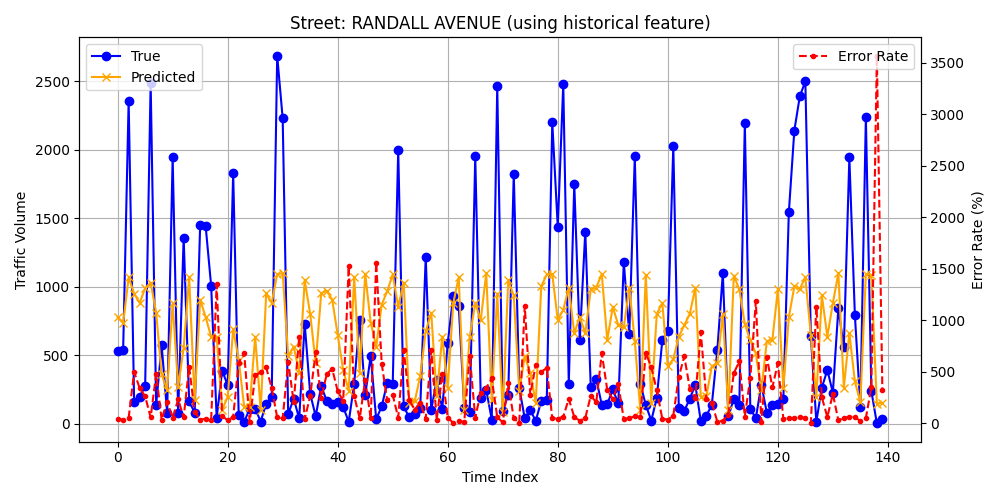 Street: RANDALL AVENUE (using historical feature)
True
Predicted
Error Rate
Traffic Volume
2500
2000
1500
1000
500
0
3500
3000
2500
2000
1500
1000
500
0
Error Rate (%)
0 20 40 60 80 100 120 140
Time Index